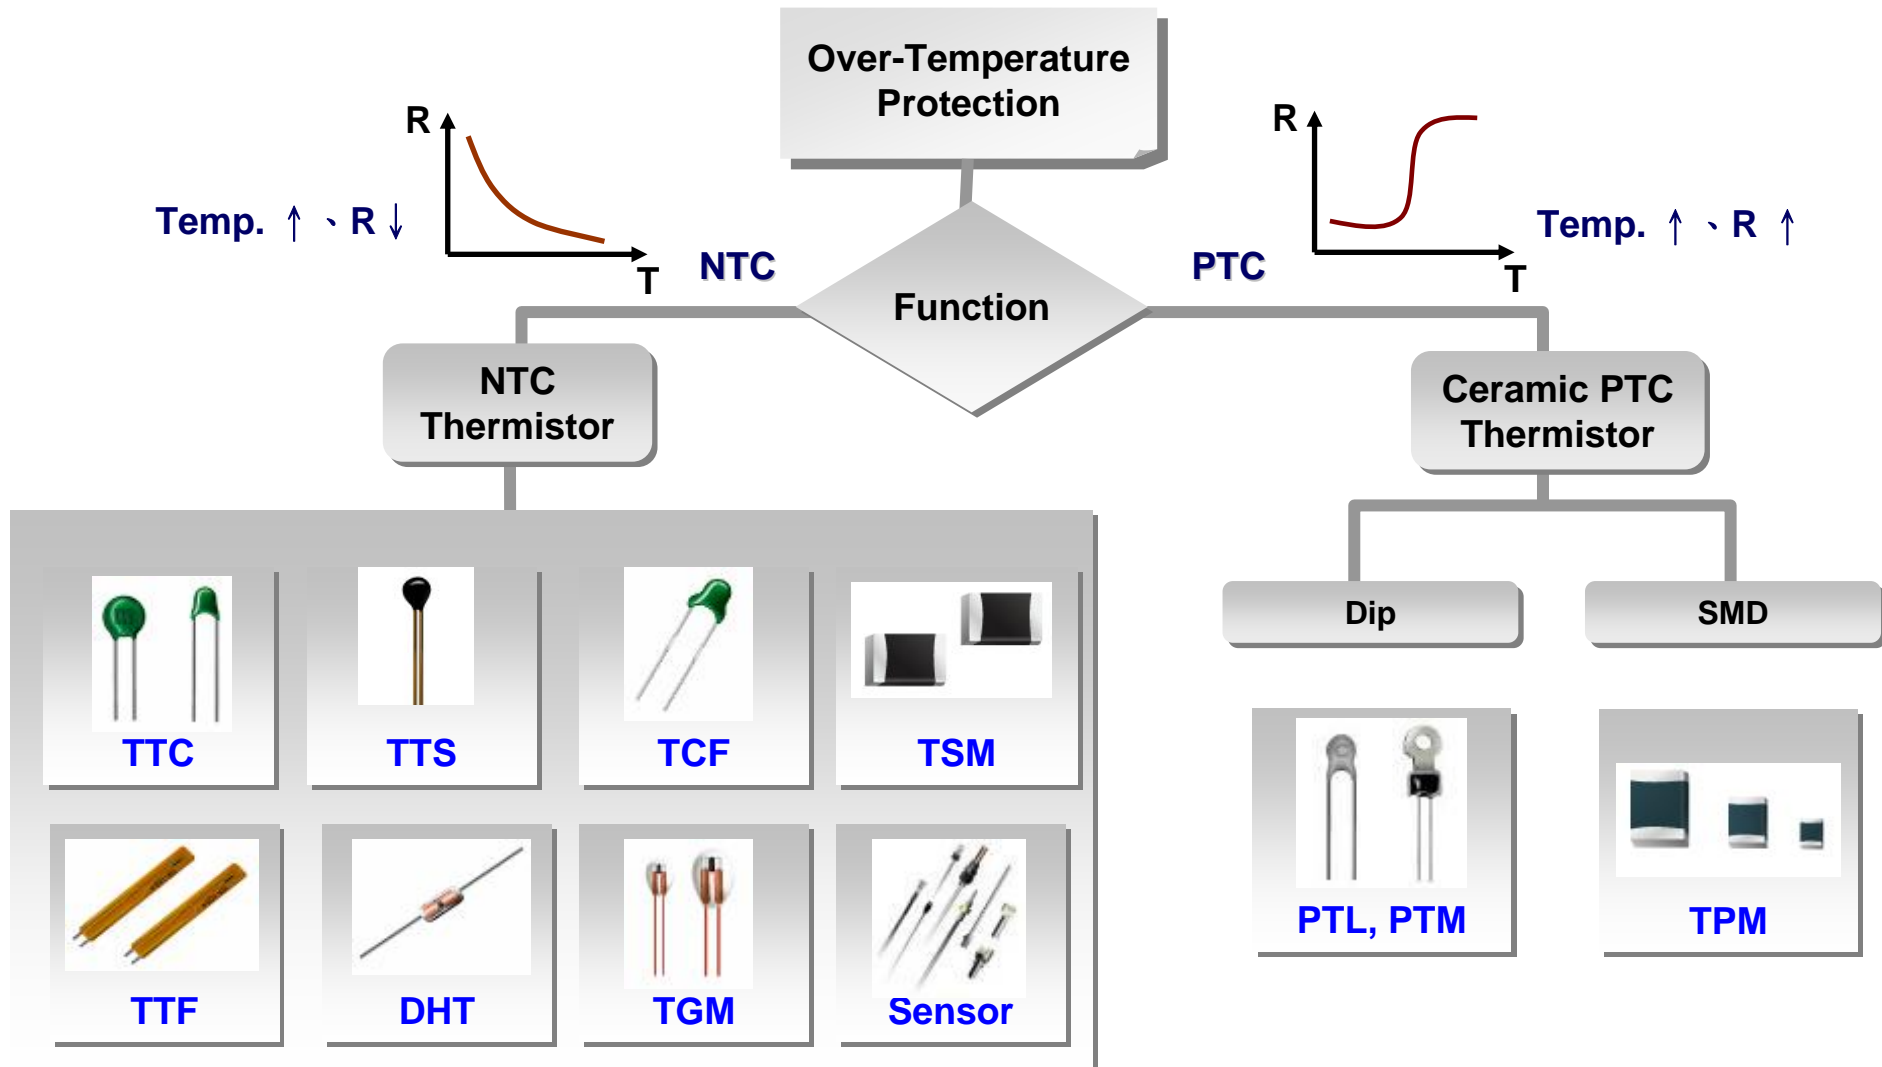 Over-Temperature
Protection
R
T
Temp. ↑ 、R ↓
NTC
R
T
Temp. ↑ 、R ↑
PTC
Function
NTC
Thermistor
Ceramic PTC
Thermistor
Dip
SMD
TTC
TTS
TCF
TSM
PTL, PTM
TPM
TTF
DHT
TGM
Sensor